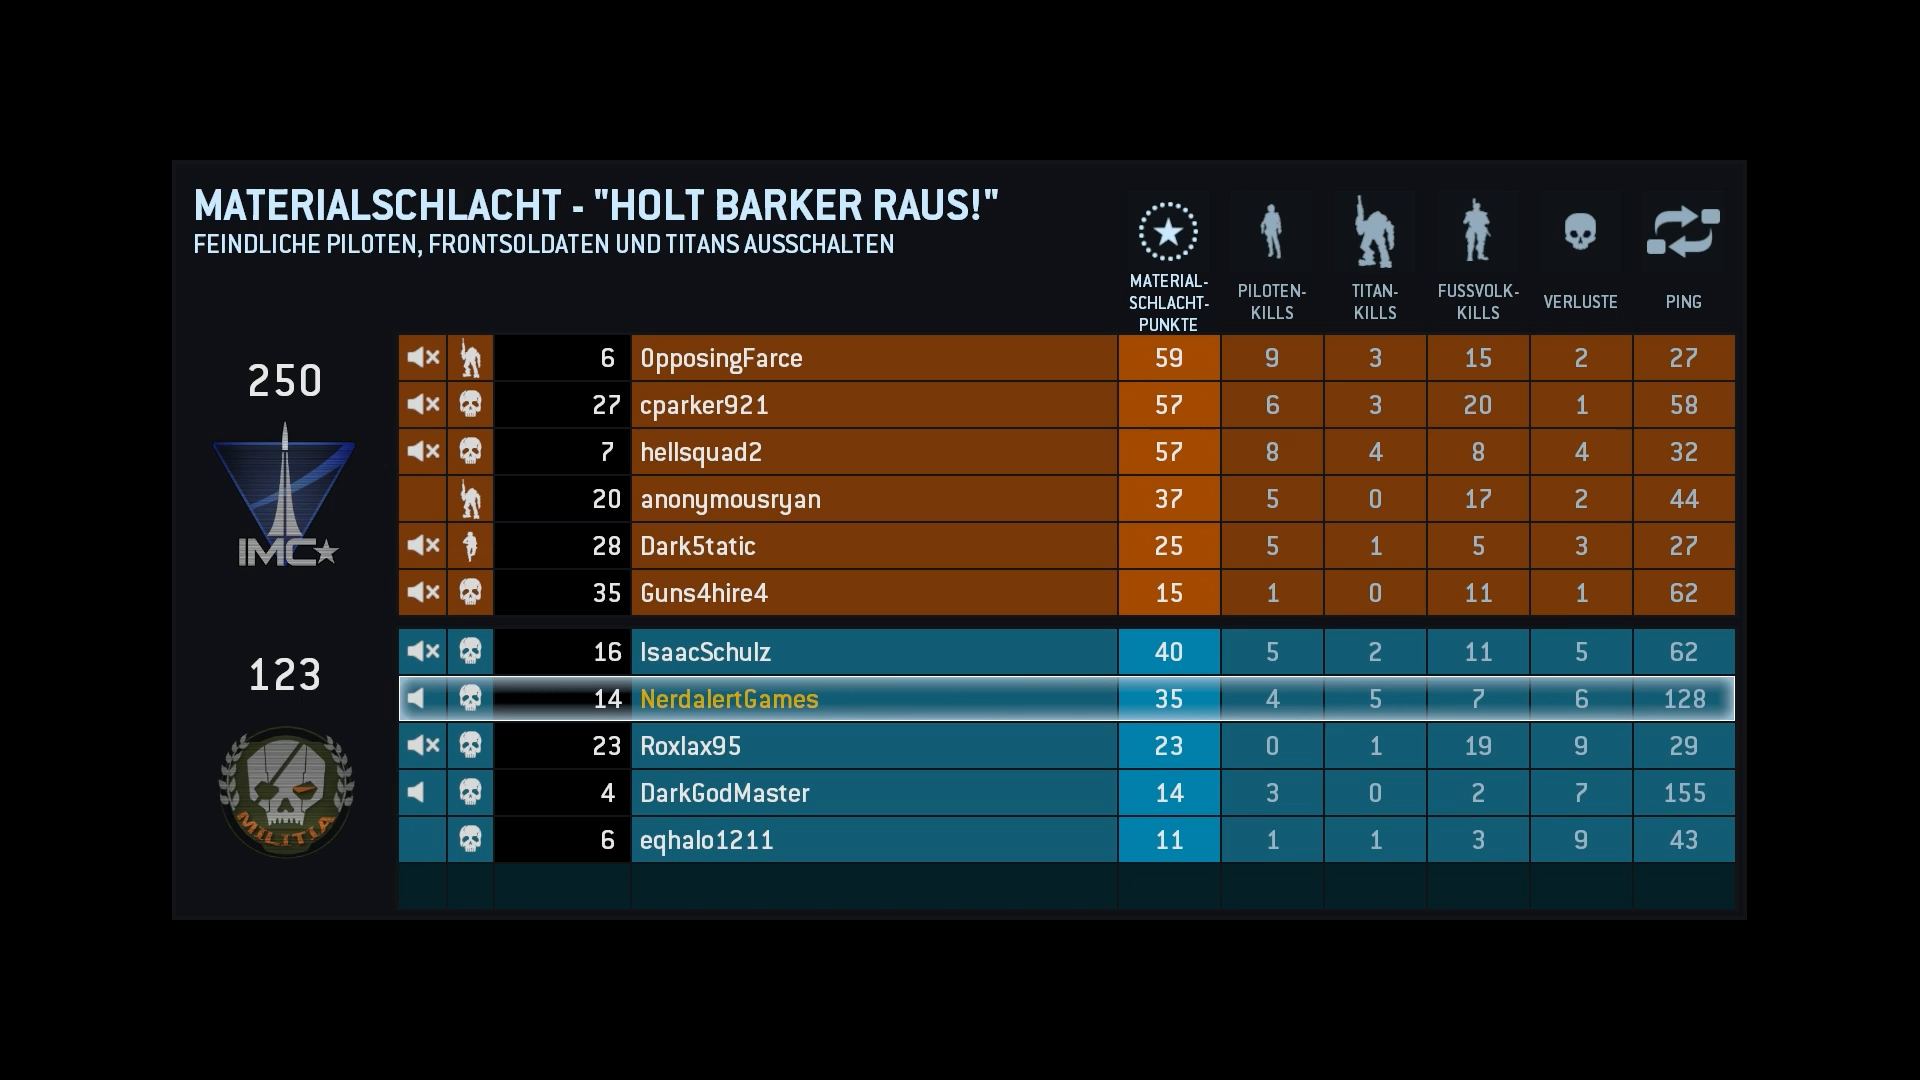 MATERIALSCHLACHT - "HOLT BARKER RAUS!"
FEINDLICHE PILOTEN, FRONTSOLDATEN UND TITANS AUSSCHALTEN
MATERIAL-
SCHLACHT-
PUNKTE
PILOTEN-
KILLS
TITAN-
KILLS
FUSSVOLK-
KILLS
VERLUSTE
PING
250
IMC
6 OpposingFarce 59 9 3 15 2 27
27 cparker921 57 6 3 20 1 58
7 hellsquad2 57 8 4 8 4 32
20 anonymousryan 37 5 0 17 2 44
28 Dark5tatic 25 5 1 5 3 27
35 Guns4hire4 15 1 0 11 1 62
123
MILITIA
16 IsaacSchulz 40 5 2 11 5 62
14 NerdalertGames 35 4 5 7 6 128
23 Roxlax95 23 0 1 19 9 29
4 DarkGodMaster 14 3 0 2 7 155
6 eqhalo1211 11 1 1 3 9 43